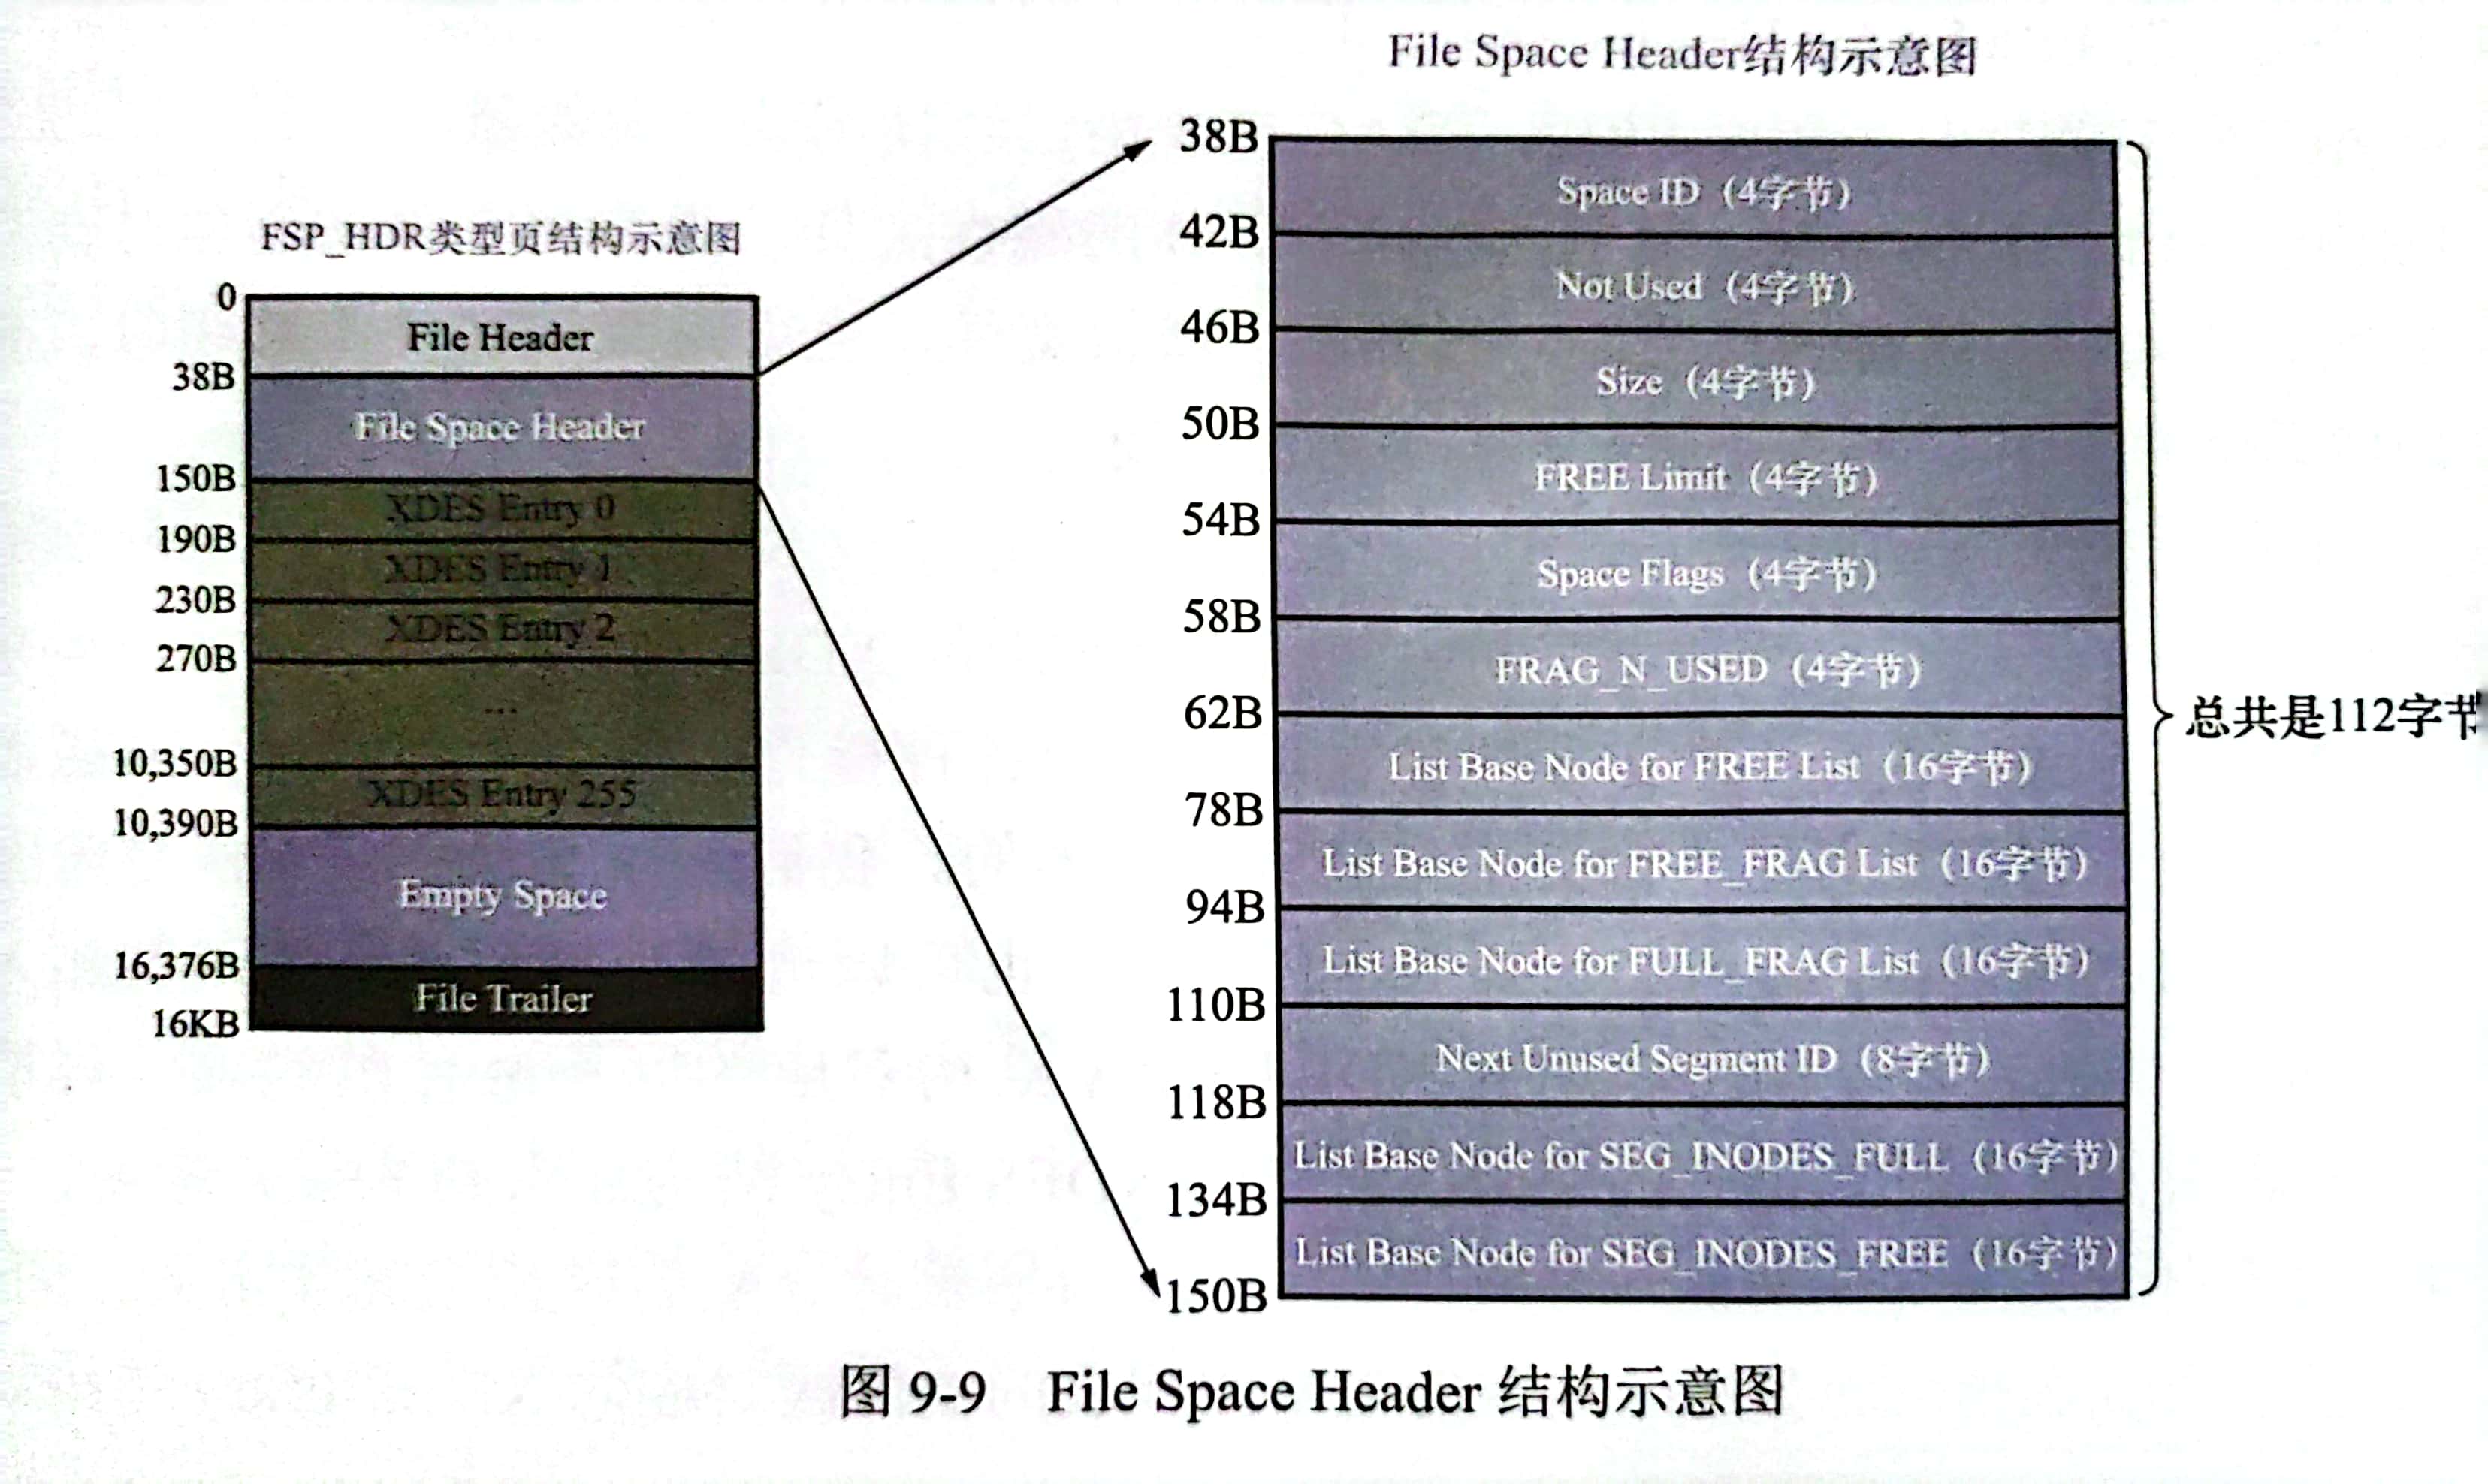 File Space Header结构示意图
FSP_HDR类型页结构示意图
0
File Header
38B
File Space Header
150B
XDES Entry 0
190B
XDES Entry 1
230B
XDES Entry 2
270B
...
10,350B
XDES Entry 255
10,390B
Empty Space
16,376B
File Trailer
16KB
38B
Space ID（4字节）
42B
Not Used（4字节）
46B
Size（4字节）
50B
FREE Limit（4字节）
54B
Space Flags（4字节）
58B
FRAG_N_USED（4字节）
62B
List Base Node for FREE List（16字节）
78B
List Base Node for FREE_FRAG List（16字节）
94B
List Base Node for FULL_FRAG List（16字节）
110B
Next Unused Segment ID（8字节）
118B
List Base Node for SEG_INODES_FULL（16字节）
134B
List Base Node for SEG_INODES_FREE（16字节）
150B
总共是112字节
图 9-9 File Space Header 结构示意图